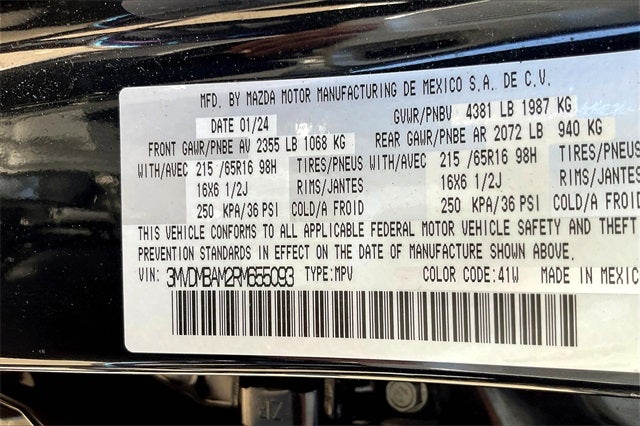 MFD. BY MAZDA MOTOR MANUFACTURING DE MEXICO S.A. DE C.V.
DATE 01/24 GVWR/PNBV 4381 LB 1987 KG
FRONT GAWR/PNBE AV 2355 LB 1068 KG REAR GAWR/PNBE AR 2072 LB 940 KG
WITH/AVEC 215 /65R16 98H TIRES/PNEUS WITH/AVEC 215 /65R16 98H TIRES/PNEUS
16X6 1/2J RIMS/JANTES 16X6 1/2J RIMS/JANTES
250 KPA/36 PSI COLD/A FROID 250 KPA/36 PSI COLD/A FROID
THIS VEHICLE CONFORMS TO ALL APPLICABLE FEDERAL MOTOR VEHICLE SAFETY AND THEFT
PREVENTION STANDARDS IN EFFECT ON THE DATE OF MANUFACTURE SHOWN ABOVE.
VIN: 3MVDMBAM2RM655093 TYPE:MPV COLOR CODE:41W MADE IN MEXIC